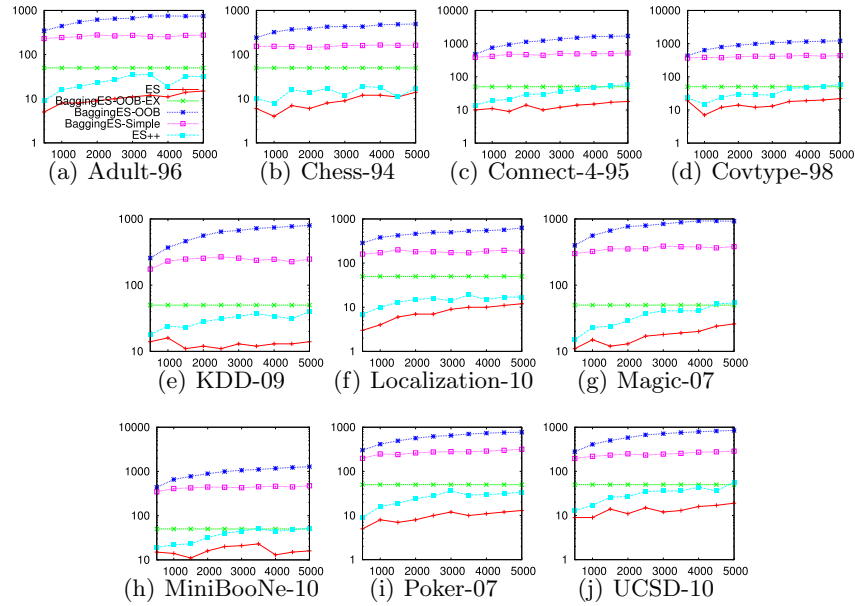 1000
100
10
1
ES
BaggingES-OOB-EX
BaggingES-OOB
BaggingES-Simple
ES++
1000 2000 3000 4000 5000
(a) Adult-96
1000
100
10
1
1000 2000 3000 4000 5000
(b) Chess-94
10000
1000
100
10
1
1000 2000 3000 4000 5000
(c) Connect-4-95
10000
1000
100
10
1
1000 2000 3000 4000 5000
(d) Covtype-98
1000
100
10
1000 2000 3000 4000 5000
(e) KDD-09
1000
100
10
1
1000 2000 3000 4000 5000
(f) Localization-10
1000
100
10
1000 2000 3000 4000 5000
(g) Magic-07
10000
1000
100
10
1000 2000 3000 4000 5000
(h) MiniBooNe-10
1000
100
10
1
1000 2000 3000 4000 5000
(i) Poker-07
1000
100
10
1
1000 2000 3000 4000 5000
(j) UCSD-10